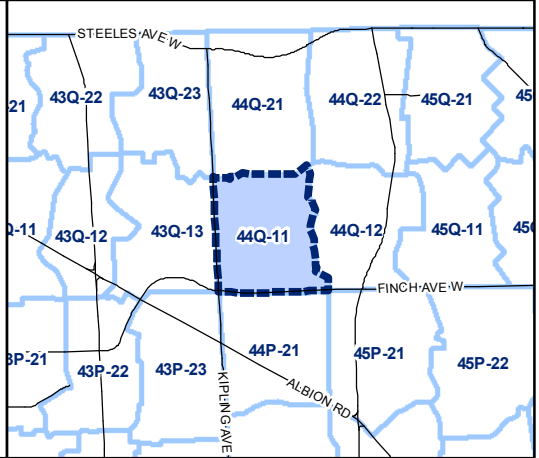 STEELES AVE W
21
43Q-22
43Q-23
44Q-21
44Q-22
45Q-21
45
Q-11
43Q-12
43Q-13
44Q-11
44Q-12
45Q-11
45Q
FINCH AVE W
3P-21
43P-22
43P-23
44P-21
45P-21
45P-22
KIPLING AVE
ALBION RD